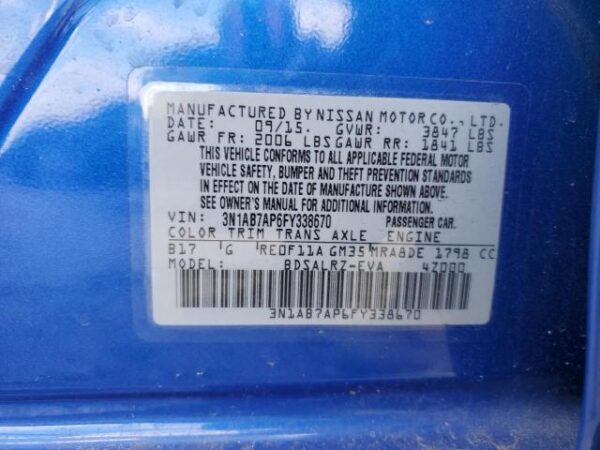 MANUFACTURED BY NISSAN MOTOR CO., LTD.
DATE: 09/15. GVWR: 3847 LBS
GAWR FR: 2006 LBS GAWR RR: 1841 LBS
THIS VEHICLE CONFORMS TO ALL APPLICABLE FEDERAL MOTOR
VEHICLE SAFETY, BUMPER AND THEFT PREVENTION STANDARDS
IN EFFECT ON THE DATE OF MANUFACTURE SHOWN ABOVE.
SEE OWNER'S MANUAL FOR ADDITIONAL INFORMATION.
VIN: 3N1AB7AP6FY338670 PASSENGER CAR.
COLOR TRIM TRANS AXLE ENGINE
B17 G RE0F11A GM35 MRA8DE 1798 CC
MODEL: BDSALRZ-EVA 4Z000
3N1AB7AP6FY338670